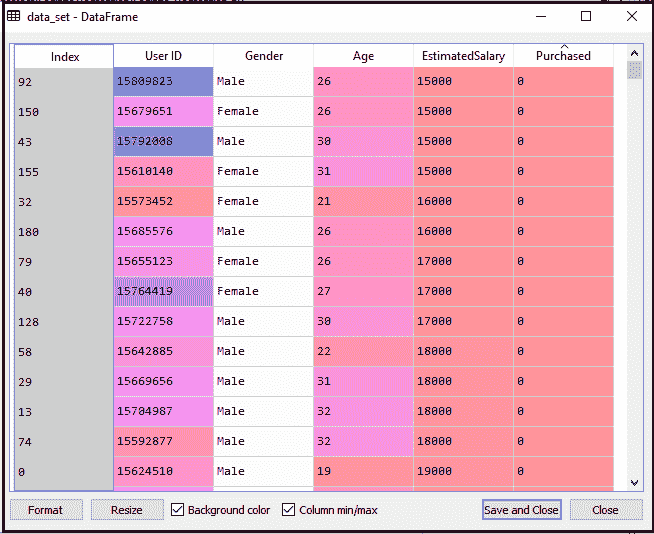 data_set - DataFrame
Index User ID Gender Age EstimatedSalary Purchased
92 15809823 Male 26 15000 0
150 15679651 Female 26 15000 0
43 15792008 Male 30 15000 0
155 15610140 Female 31 15000 0
32 15573452 Female 21 16000 0
180 15685576 Male 26 16000 0
79 15655123 Female 26 17000 0
40 15764419 Female 27 17000 0
128 15722758 Male 30 17000 0
58 15642885 Male 22 18000 0
29 15669656 Male 31 18000 0
13 15704987 Male 32 18000 0
74 15592877 Male 32 18000 0
0 15624510 Male 19 19000 0
Format Resize Background color Column min/max Save and Close Close